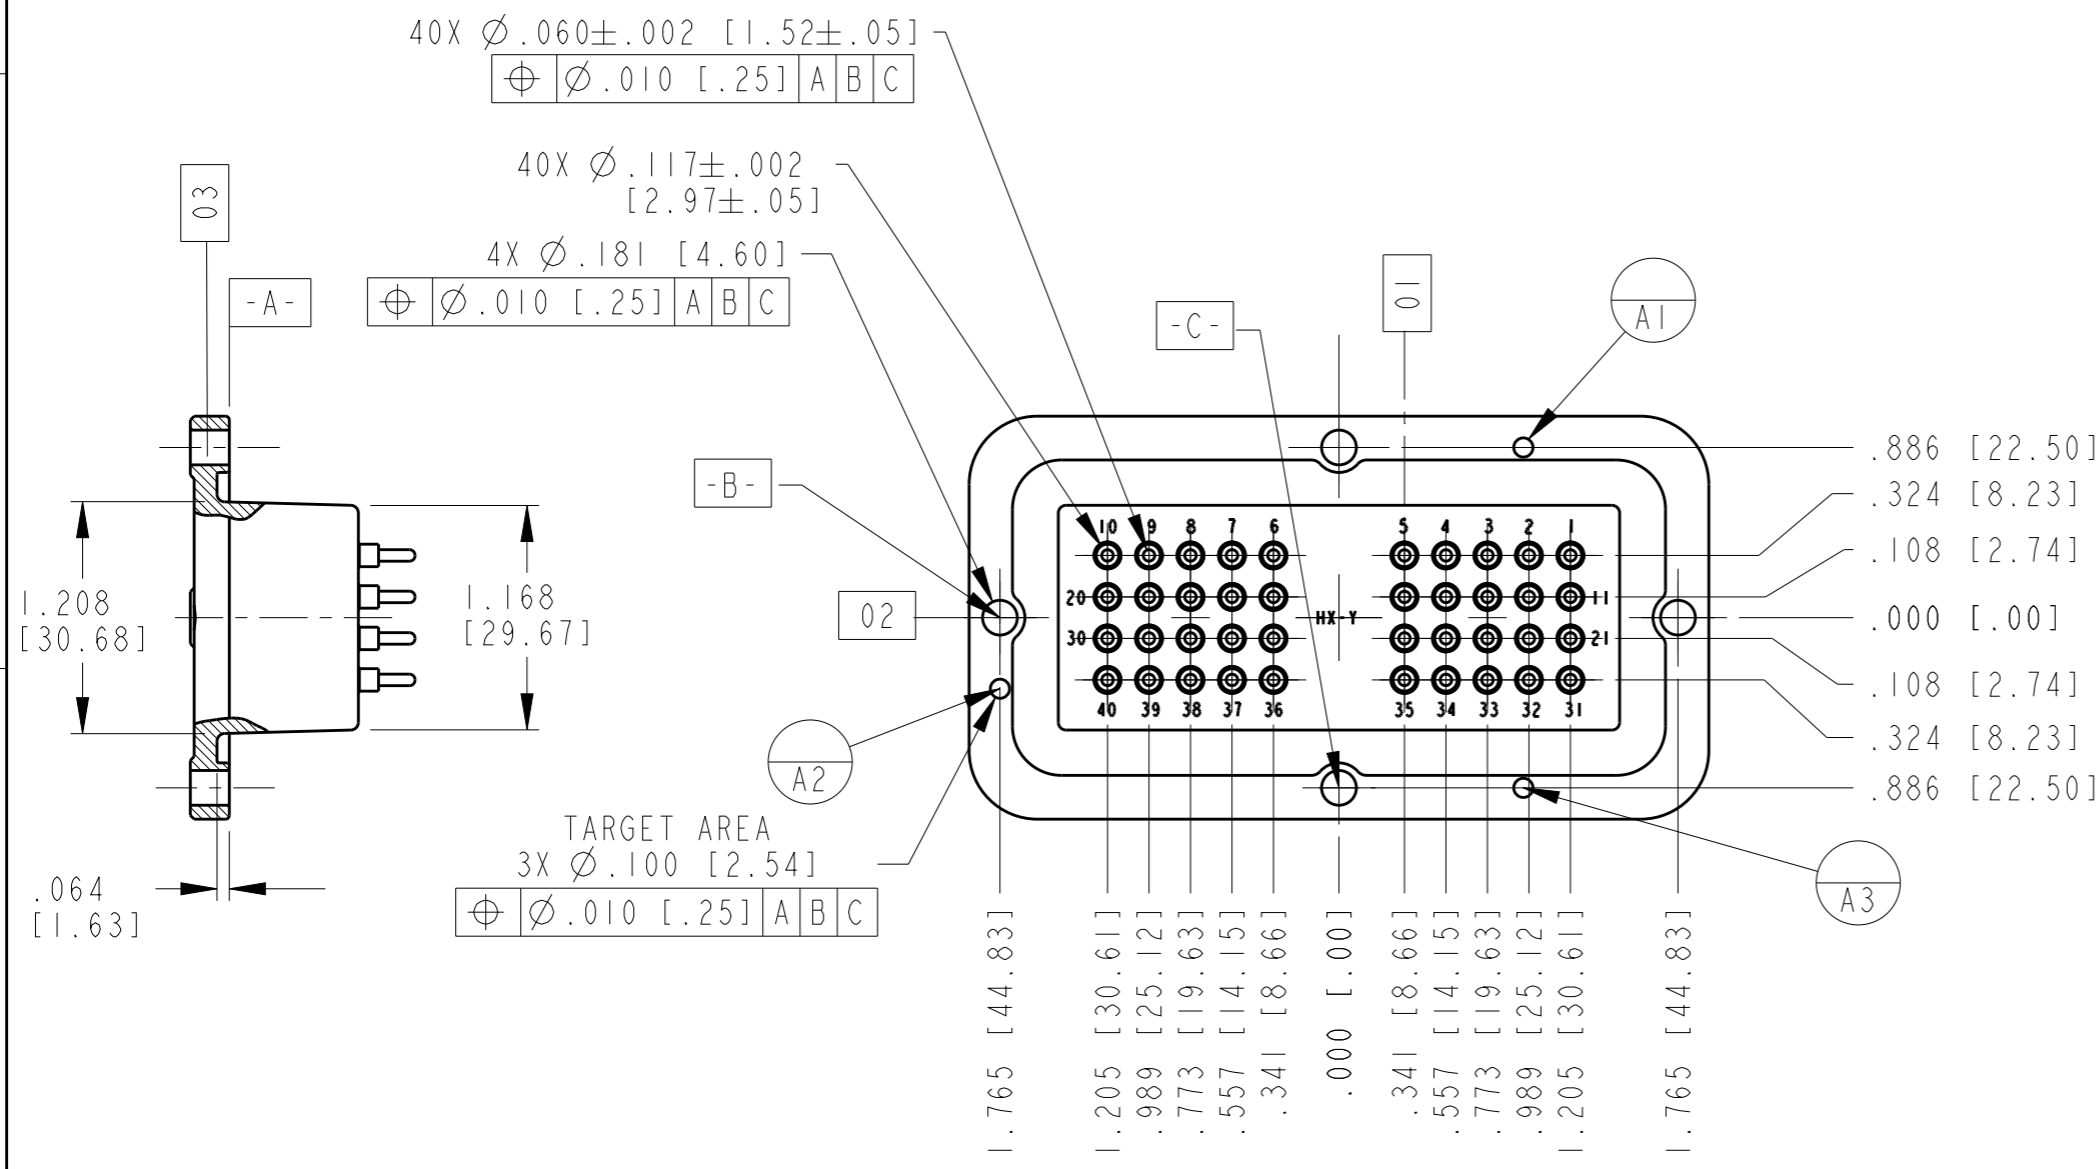 40X ∅.060±.002 [1.52±.05]
⌖ ∅.010 [.25] A B C
40X ∅.117±.002
[2.97±.05]
4X ∅.181 [4.60]
⌖ ∅.010 [.25] A B C
03
-A-
-C-
01
A1
-B-
02
1.208
[30.68]
1.168
[29.67]
.064
[1.63]
10 9 8 7 6 5 4 3 2 1
20 11
HX-Y
30 21
40 39 38 37 36 35 34 33 32 31
.886 [22.50]
.324 [8.23]
.108 [2.74]
.000 [.00]
.108 [2.74]
.324 [8.23]
.886 [22.50]
A2
TARGET AREA
3X ∅.100 [2.54]
⌖ ∅.010 [.25] A B C
A3
1.765 [44.83]
1.205 [30.61]
.989 [25.12]
.773 [19.63]
.557 [14.15]
.341 [8.66]
.000 [.00]
.341 [8.66]
.557 [14.15]
.773 [19.63]
.989 [25.12]
1.205 [30.61]
1.765 [44.83]